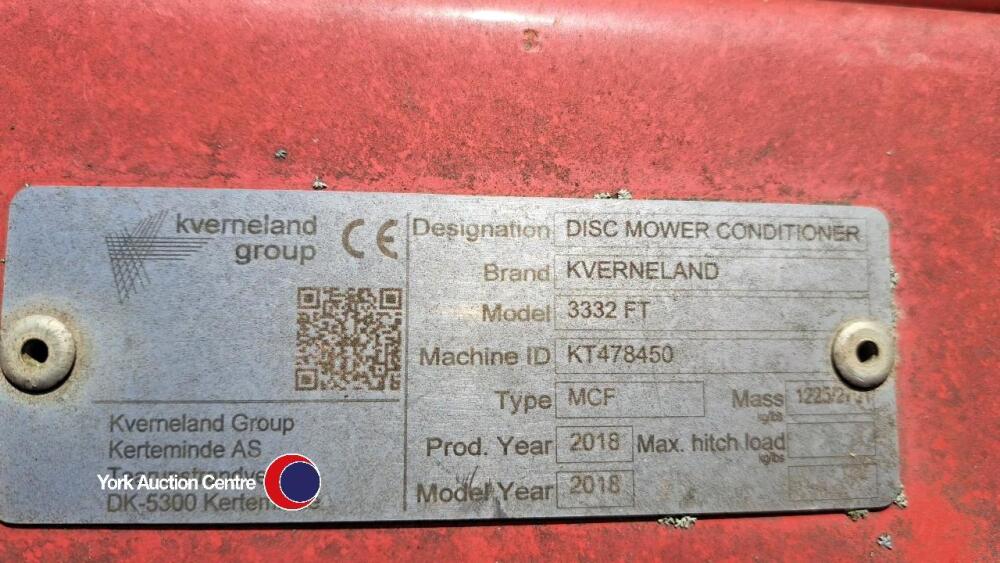 kverneland
group
CE
Designation DISC MOWER CONDITIONER
Brand KVERNELAND
Model 3332 FT
Machine ID KT478450
Type MCF Mass kg/lbs
Prod. Year 2018 Max. hitch load kg/lbs
Model Year 2018
Kverneland Group
Kerteminde AS
DK-5300
York Auction Centre